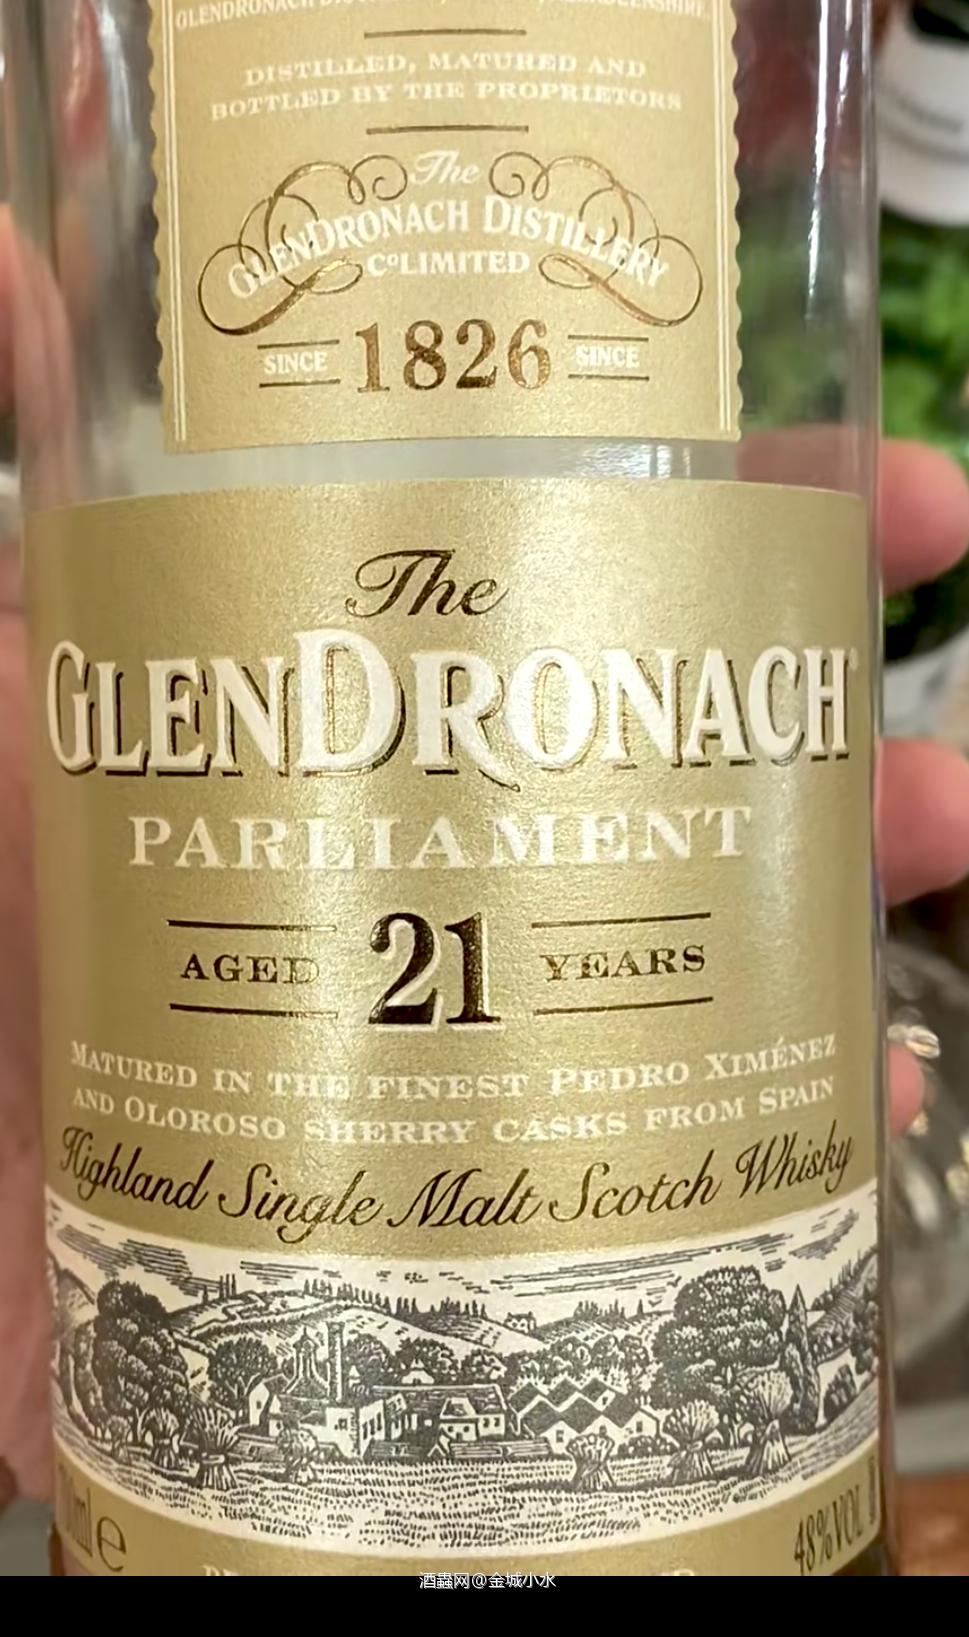 DISTILLED, MATURED AND
BOTTLED BY THE PROPRIETORS
The
GLENDRONACH DISTILLERY
Cº LIMITED
SINCE 1826 SINCE
The
GLENDRONACH
PARLIAMENT
AGED 21 YEARS
MATURED IN THE FINEST PEDRO XIMÉNEZ
AND OLOROSO SHERRY CASKS FROM SPAIN
Highland Single Malt Scotch Whisky
ml e 48%VOL
酒蟲网@金城小水